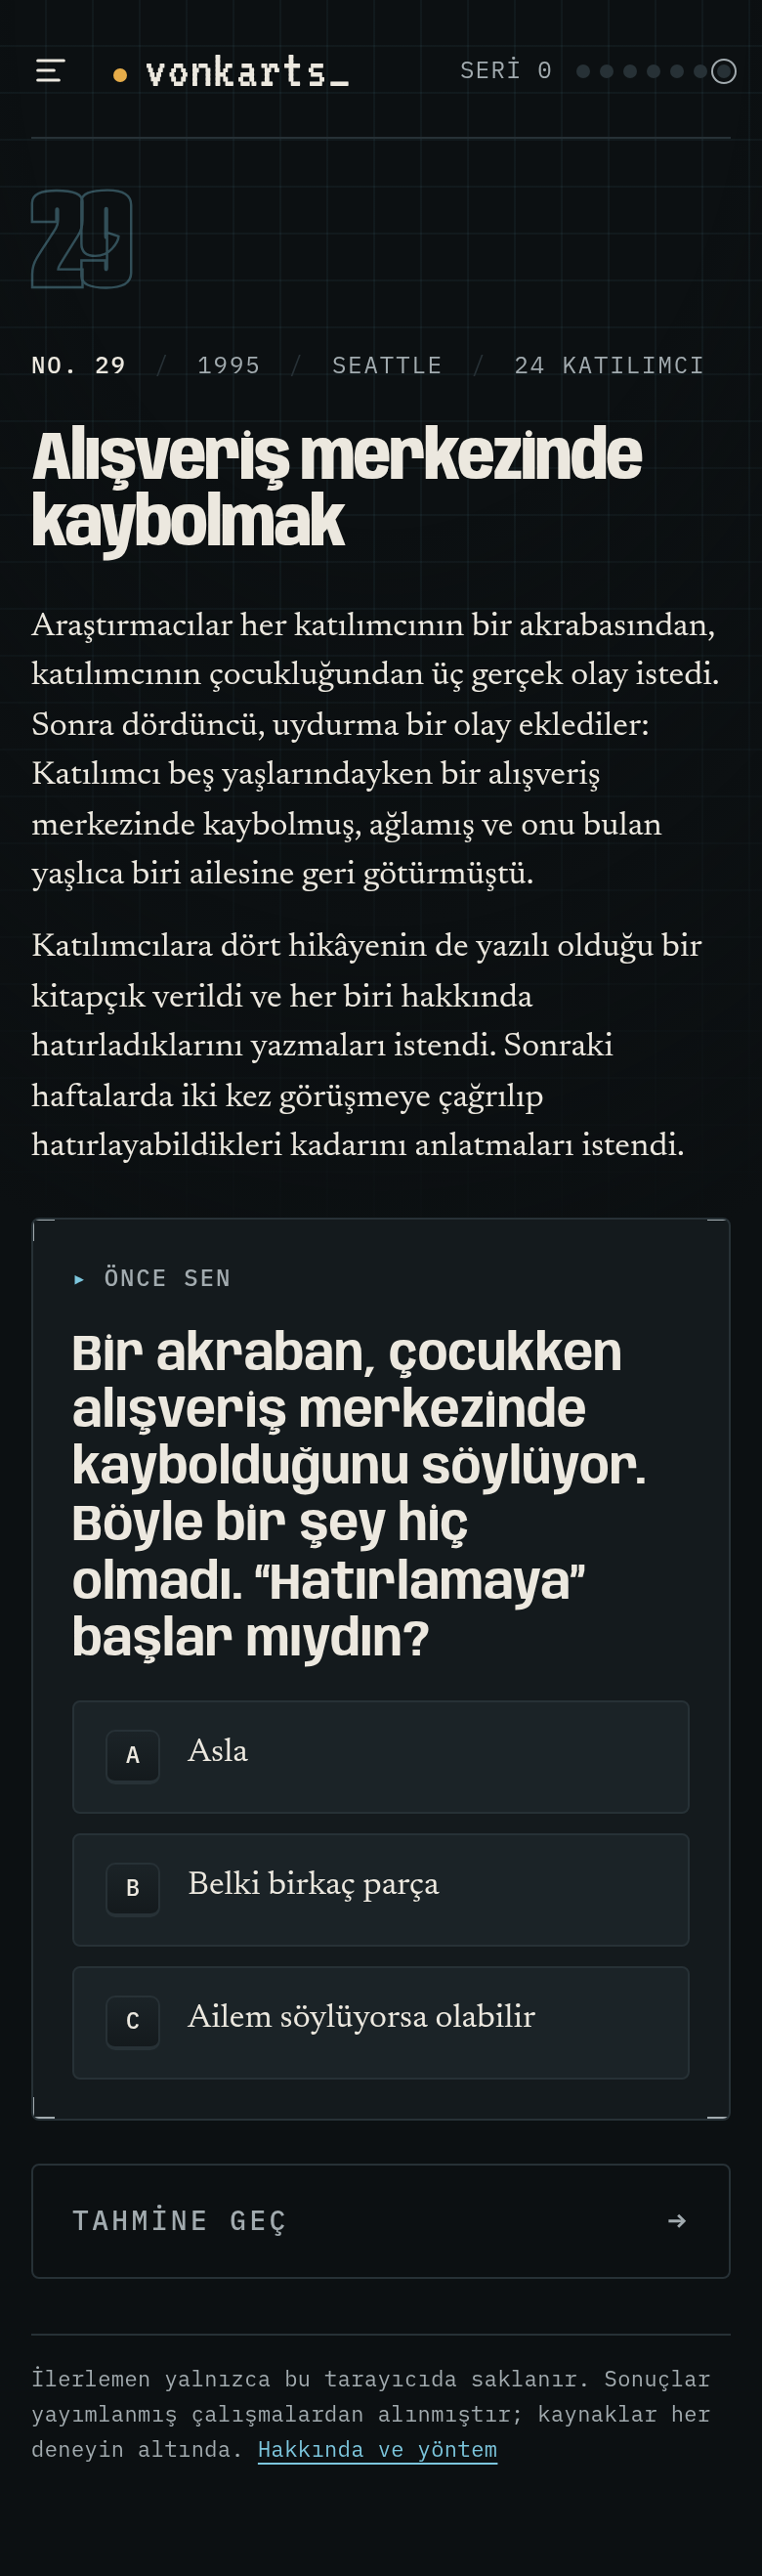 vonkarts_
SERİ 0
29
NO. 29 / 1995 / SEATTLE / 24 KATILIMCI
Alışveriş merkezinde
kaybolmak
Araştırmacılar her katılımcının bir akrabasından,
katılımcının çocukluğundan üç gerçek olay istedi.
Sonra dördüncü, uydurma bir olay eklediler:
Katılımcı beş yaşlarındayken bir alışveriş
merkezinde kaybolmuş, ağlamış ve onu bulan
yaşlıca biri ailesine geri götürmüştü.
Katılımcılara dört hikâyenin de yazılı olduğu bir
kitapçık verildi ve her biri hakkında
hatırladıklarını yazmaları istendi. Sonraki
haftalarda iki kez görüşmeye çağrılıp
hatırlayabildikleri kadarını anlatmaları istendi.
▸ ÖNCE SEN
Bir akraban, çocukken
alışveriş merkezinde
kaybolduğunu söylüyor.
Böyle bir şey hiç
olmadı. “Hatırlamaya”
başlar mıydın?
A Asla
B Belki birkaç parça
C Ailem söylüyorsa olabilir
TAHMİNE GEÇ →
İlerlemen yalnızca bu tarayıcıda saklanır. Sonuçlar
yayımlanmış çalışmalardan alınmıştır; kaynaklar her
deneyin altında. Hakkında ve yöntem